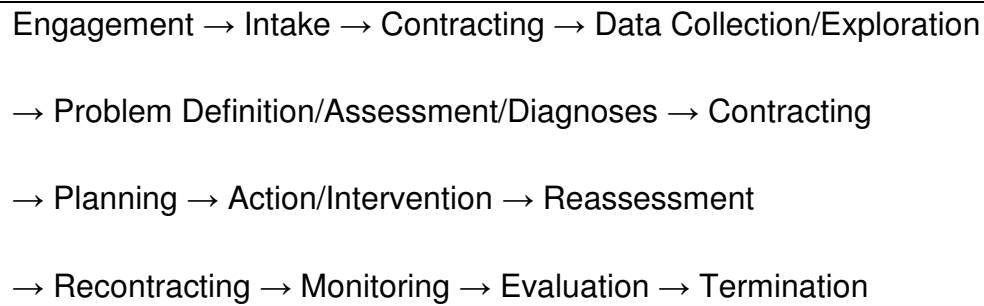 Engagement → Intake → Contracting → Data Collection/Exploration
→ Problem Definition/Assessment/Diagnoses → Contracting
→ Planning → Action/Intervention → Reassessment
→ Recontracting → Monitoring → Evaluation → Termination